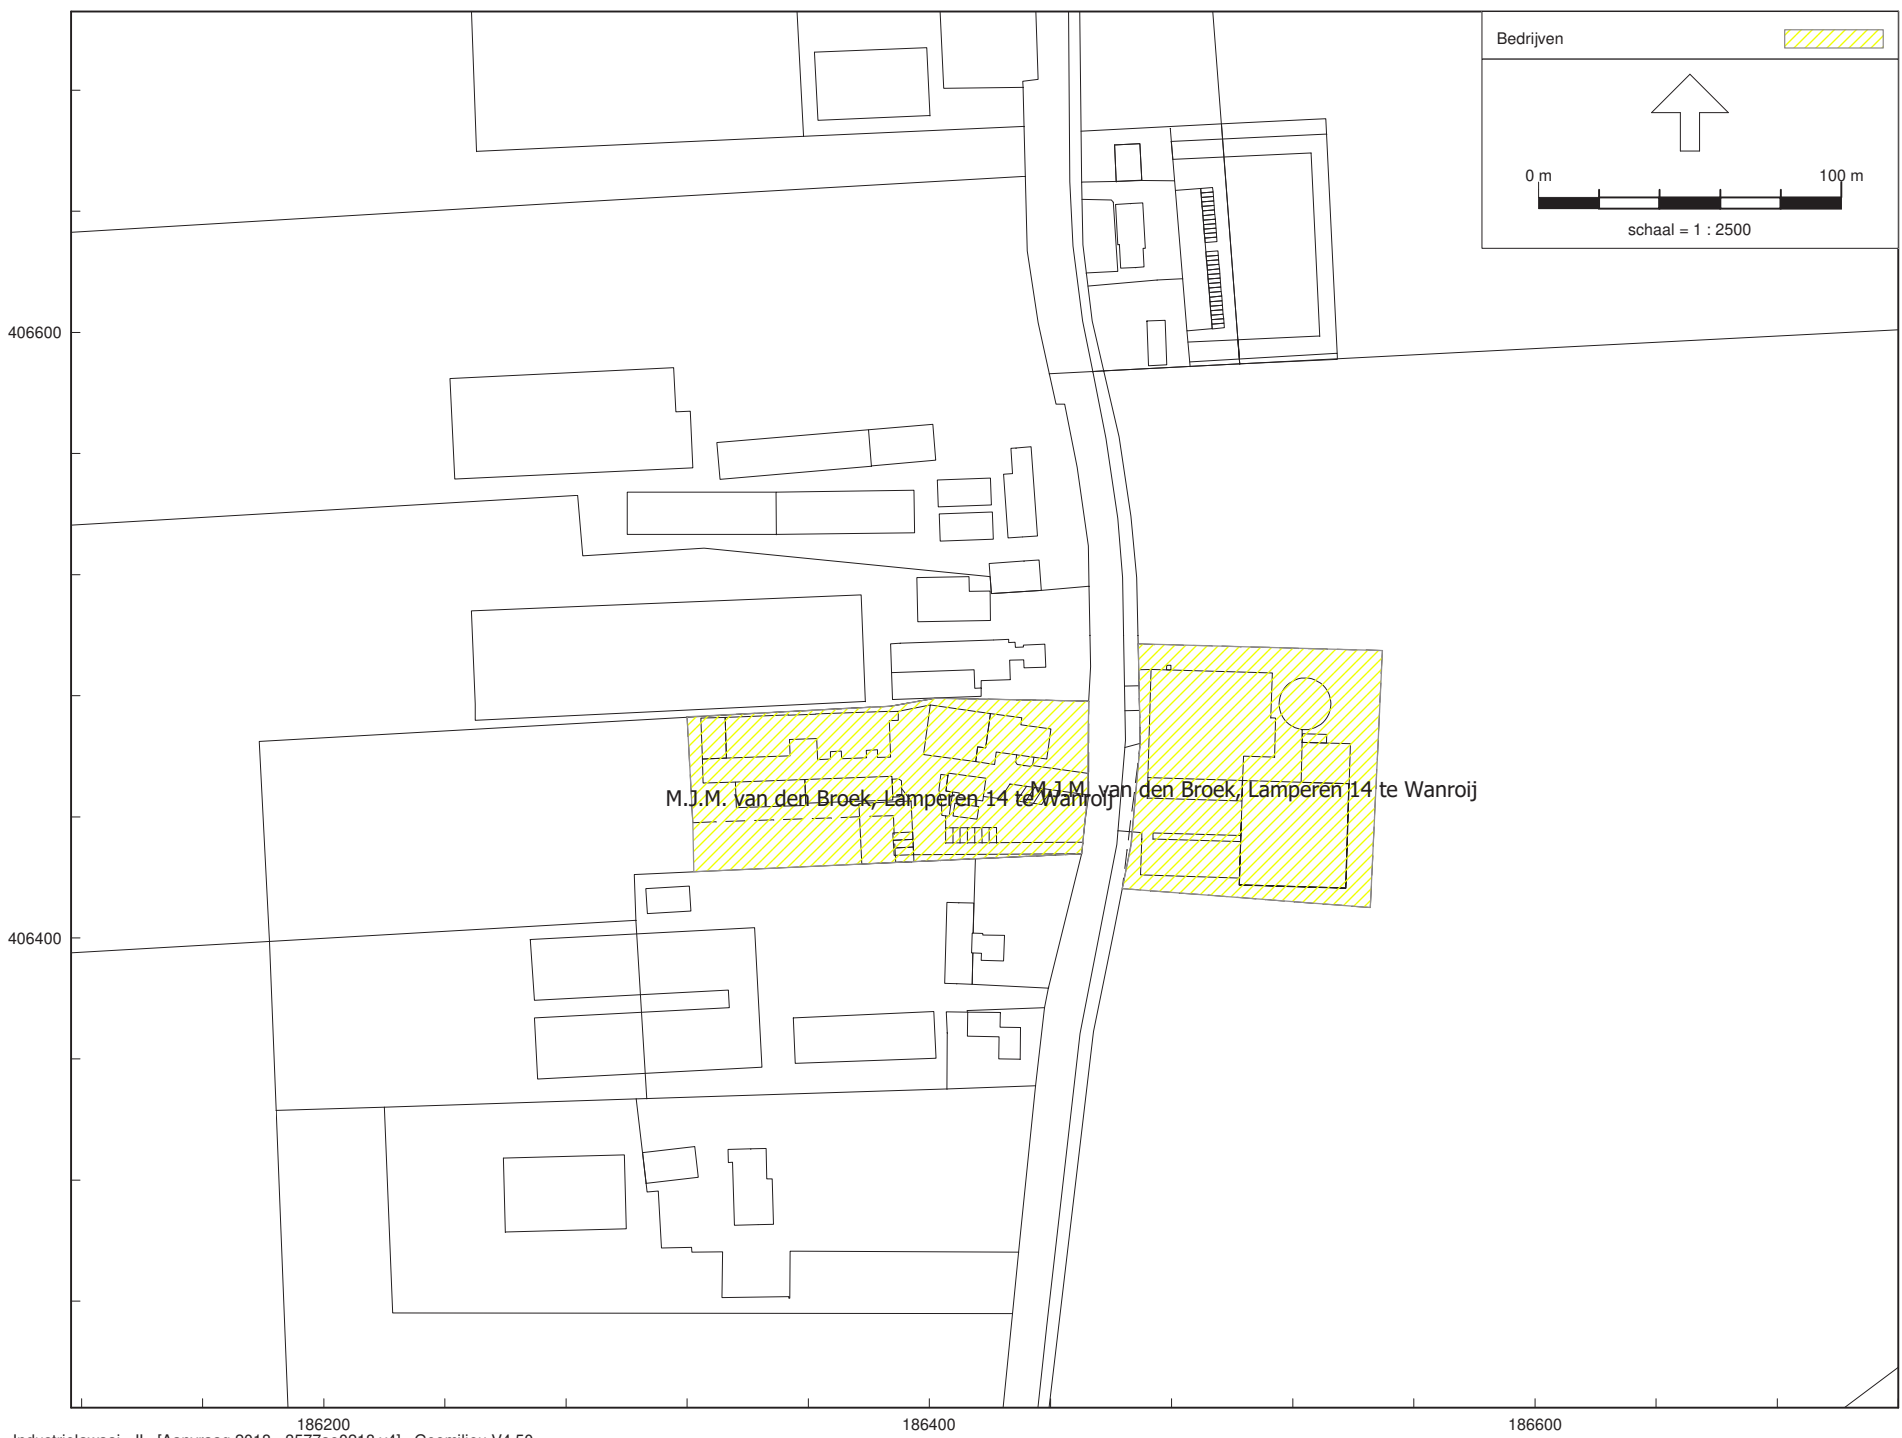 Bedrijven
0 m 100 m
schaal = 1 : 2500
406600
M.J.M. van den Broek, Lamperen 14 te Wanroij
M.J.M. van den Broek, Lamperen 14 te Wanroij
406400
186200 186400 186600